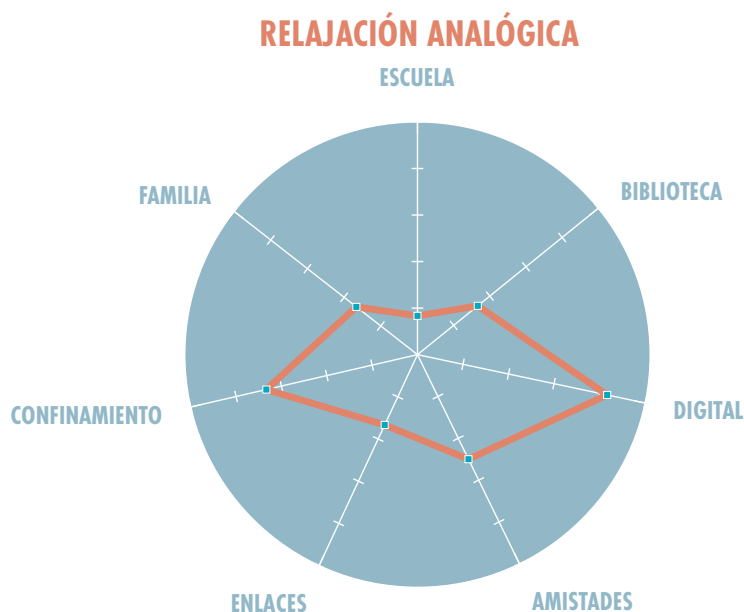 RELAJACIÓN ANALÓGICA
ESCUELA
BIBLIOTECA
FAMILIA
DIGITAL
CONFINAMIENTO
AMISTADES
ENLACES